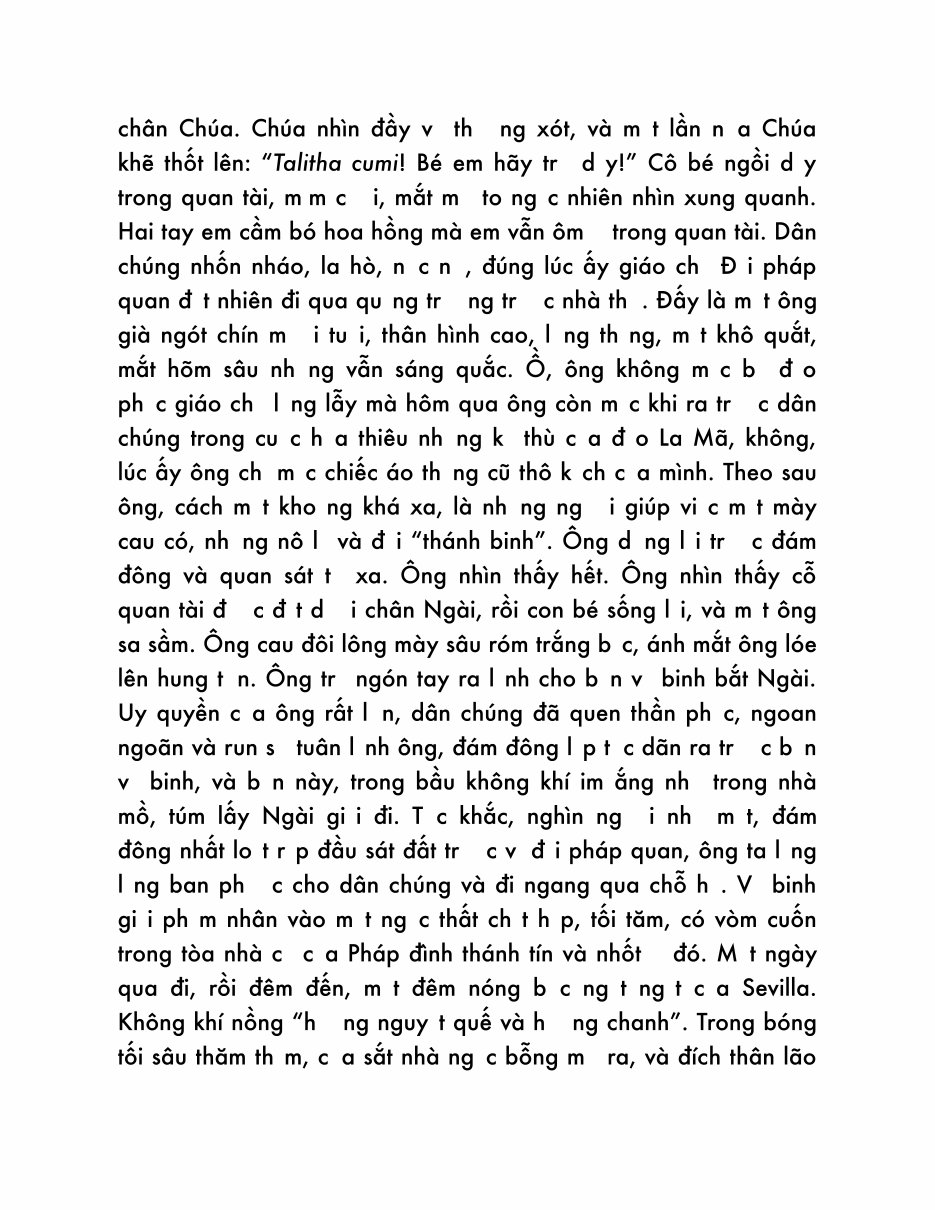 chân Chúa. Chúa nhìn đầy v th ng xót, và m t lần n a Chúa
khẽ thốt lên: “Talitha cumi! Bé em hãy tr d y!” Cô bé ngồi d y
trong quan tài, m m c i, mắt m to ng c nhiên nhìn xung quanh.
Hai tay em cầm bó hoa hồng mà em vẫn ôm trong quan tài. Dân
chúng nhốn nháo, la hò, n c n , đúng lúc ấy giáo ch Đ i pháp
quan đ t nhiên đi qua qu ng tr ng tr c nhà th . Đấy là m t ông
già ngót chín m i tu i, thân hình cao, l ng th ng, m t khô quắt,
mắt hõm sâu nh ng vẫn sáng quắc. Ồ, ông không m c b đ o
ph c giáo ch l ng lẫy mà hôm qua ông còn m c khi ra tr c dân
chúng trong cu c h a thiêu nh ng k thù c a đ o La Mã, không,
lúc ấy ông ch m c chiếc áo th ng cũ thô k ch c a mình. Theo sau
ông, cách m t kho ng khá xa, là nh ng ng i giúp vi c m t mày
cau có, nh ng nô l và đ i “thánh binh”. Ông d ng l i tr c đám
đông và quan sát t xa. Ông nhìn thấy hết. Ông nhìn thấy cỗ
quan tài đ c đ t d i chân Ngài, rồi con bé sống l i, và m t ông
sa sầm. Ông cau đôi lông mày sâu róm trắng b c, ánh mắt ông lóe
lên hung t n. Ông tr ngón tay ra l nh cho b n v binh bắt Ngài.
Uy quyền c a ông rất l n, dân chúng đã quen thần ph c, ngoan
ngoãn và run s tuân l nh ông, đám đông l p t c dãn ra tr c b n
v binh, và b n này, trong bầu không khí im ắng nh trong nhà
mồ, túm lấy Ngài gi i đi. T c khắc, nghìn ng i nh m t, đám
đông nhất lo t r p đầu sát đất tr c v đ i pháp quan, ông ta l ng
l ng ban ph c cho dân chúng và đi ngang qua chỗ h . V binh
gi i ph m nhân vào m t ng c thất ch t h p, tối tăm, có vòm cuốn
trong tòa nhà c c a Pháp đình thánh tín và nhốt đó. M t ngày
qua đi, rồi đêm đến, m t đêm nóng b c ng t ng t c a Sevilla.
Không khí nồng “h ng nguy t quế và h ng chanh”. Trong bóng
tối sâu thăm th m, c a sắt nhà ng c bỗng m ra, và đích thân lão